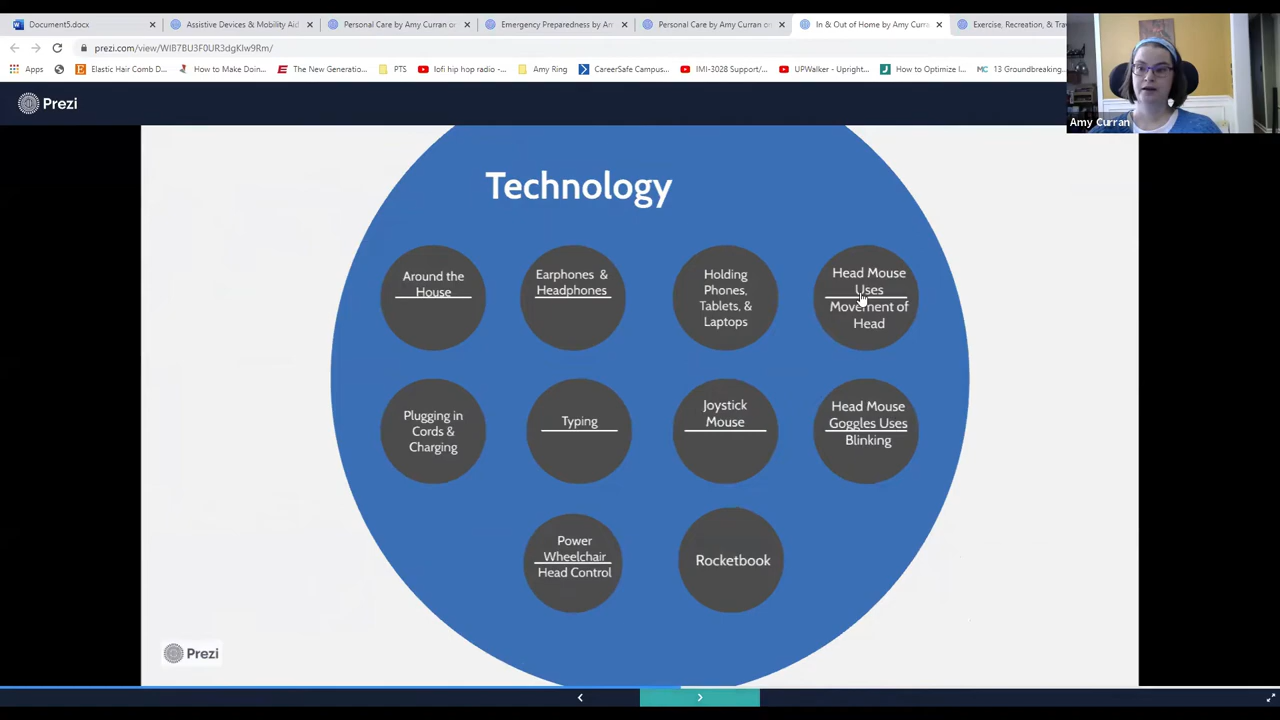 Document5.docx
Assistive Devices & Mobility Aid
Personal Care by Amy Curran o
Emergency Preparedness by Am
Personal Care by Amy Curran on
In & Out of Home by Amy Curra
Exercise, Recreation, & Tra
prezi.com/view/WIB7BU3F0UR3dgKlw9Rm/
Apps
Elastic Hair Comb D...
How to Make Doin...
The New Generatio...
PTS
lofi hip hop radio -...
Amy Ring
CareerSafe Campus...
IMI-3028 Support/...
UPWalker - Upright...
How to Optimize I...
13 Groundbreaking...
Prezi
Amy Curran
Technology
Around the
House
Earphones &
Headphones
Holding
Phones,
Tablets, &
Laptops
Head Mouse
Uses
Movement of
Head
Plugging in
Cords &
Charging
Typing
Joystick
Mouse
Head Mouse
Goggles Uses
Blinking
Power
Wheelchair
Head Control
Rocketbook
Prezi